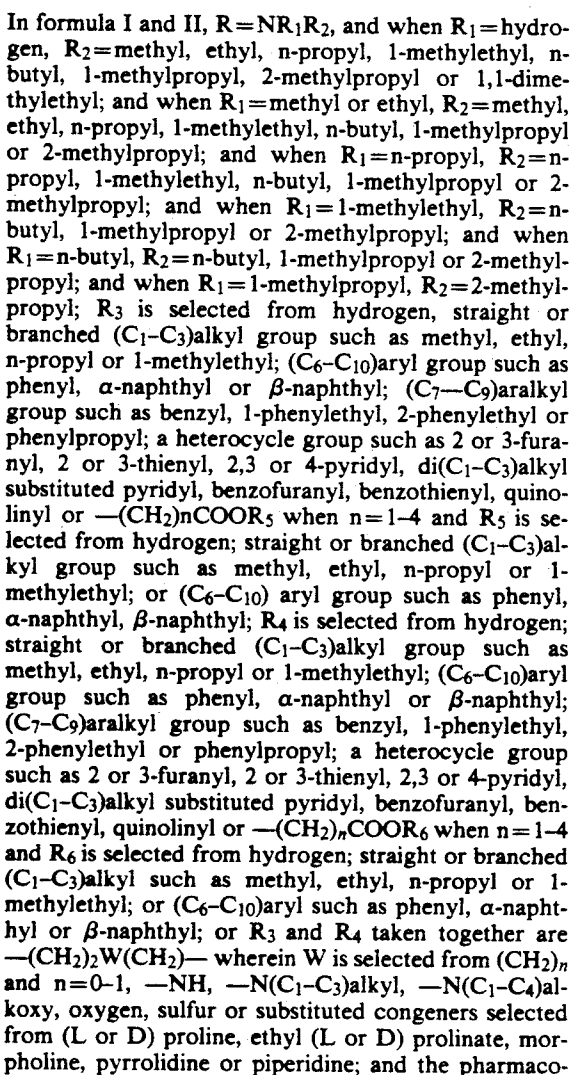 In formula I and II, R=NR1R2, and when R1=hydro-
gen, R2=methyl, ethyl, n-propyl, 1-methylethyl, n-
butyl, 1-methylpropyl, 2-methylpropyl or 1,1-dime-
thylethyl; and when R1=methyl or ethyl, R2=methyl,
ethyl, n-propyl, 1-methylethyl, n-butyl, 1-methylpropyl
or 2-methylpropyl; and when R1=n-propyl, R2=n-
propyl, 1-methylethyl, n-butyl, 1-methylpropyl or 2-
methylpropyl; and when R1=1-methylethyl, R2=n-
butyl, 1-methylpropyl or 2-methylpropyl; and when
R1=n-butyl, R2=n-butyl, 1-methylpropyl or 2-methyl-
propyl; and when R1=1-methylpropyl, R2=2-methyl-
propyl; R3 is selected from hydrogen, straight or
branched (C1-C3)alkyl group such as methyl, ethyl,
n-propyl or 1-methylethyl; (C6-C10)aryl group such as
phenyl, α-naphthyl or β-naphthyl; (C7—C9)aralkyl
group such as benzyl, 1-phenylethyl, 2-phenylethyl or
phenylpropyl; a heterocycle group such as 2 or 3-fura-
nyl, 2 or 3-thienyl, 2,3 or 4-pyridyl, di(C1-C3)alkyl
substituted pyridyl, benzofuranyl, benzothienyl, quino-
linyl or —(CH2)nCOOR5 when n=1-4 and R5 is se-
lected from hydrogen; straight or branched (C1-C3)al-
kyl group such as methyl, ethyl, n-propyl or 1-
methylethyl; or (C6-C10) aryl group such as phenyl,
α-naphthyl, β-naphthyl; R4 is selected from hydrogen;
straight or branched (C1-C3)alkyl group such as
methyl, ethyl, n-propyl or 1-methylethyl; (C6-C10)aryl
group such as phenyl, α-naphthyl or β-naphthyl;
(C7-C9)aralkyl group such as benzyl, 1-phenylethyl,
2-phenylethyl or phenylpropyl; a heterocycle group
such as 2 or 3-furanyl, 2 or 3-thienyl, 2,3 or 4-pyridyl,
di(C1-C3)alkyl substituted pyridyl, benzofuranyl, ben-
zothienyl, quinolinyl or —(CH2)nCOOR6 when n=1-4
and R6 is selected from hydrogen; straight or branched
(C1-C3)alkyl such as methyl, ethyl, n-propyl or 1-
methylethyl; or (C6-C10)aryl such as phenyl, α-napht-
hyl or β-naphthyl; or R3 and R4 taken together are
—(CH2)2W(CH2)— wherein W is selected from (CH2)n
and n=0-1, —NH, —N(C1-C3)alkyl, —N(C1-C4)al-
koxy, oxygen, sulfur or substituted congeners selected
from (L or D) proline, ethyl (L or D) prolinate, mor-
pholine, pyrrolidine or piperidine; and the pharmaco-